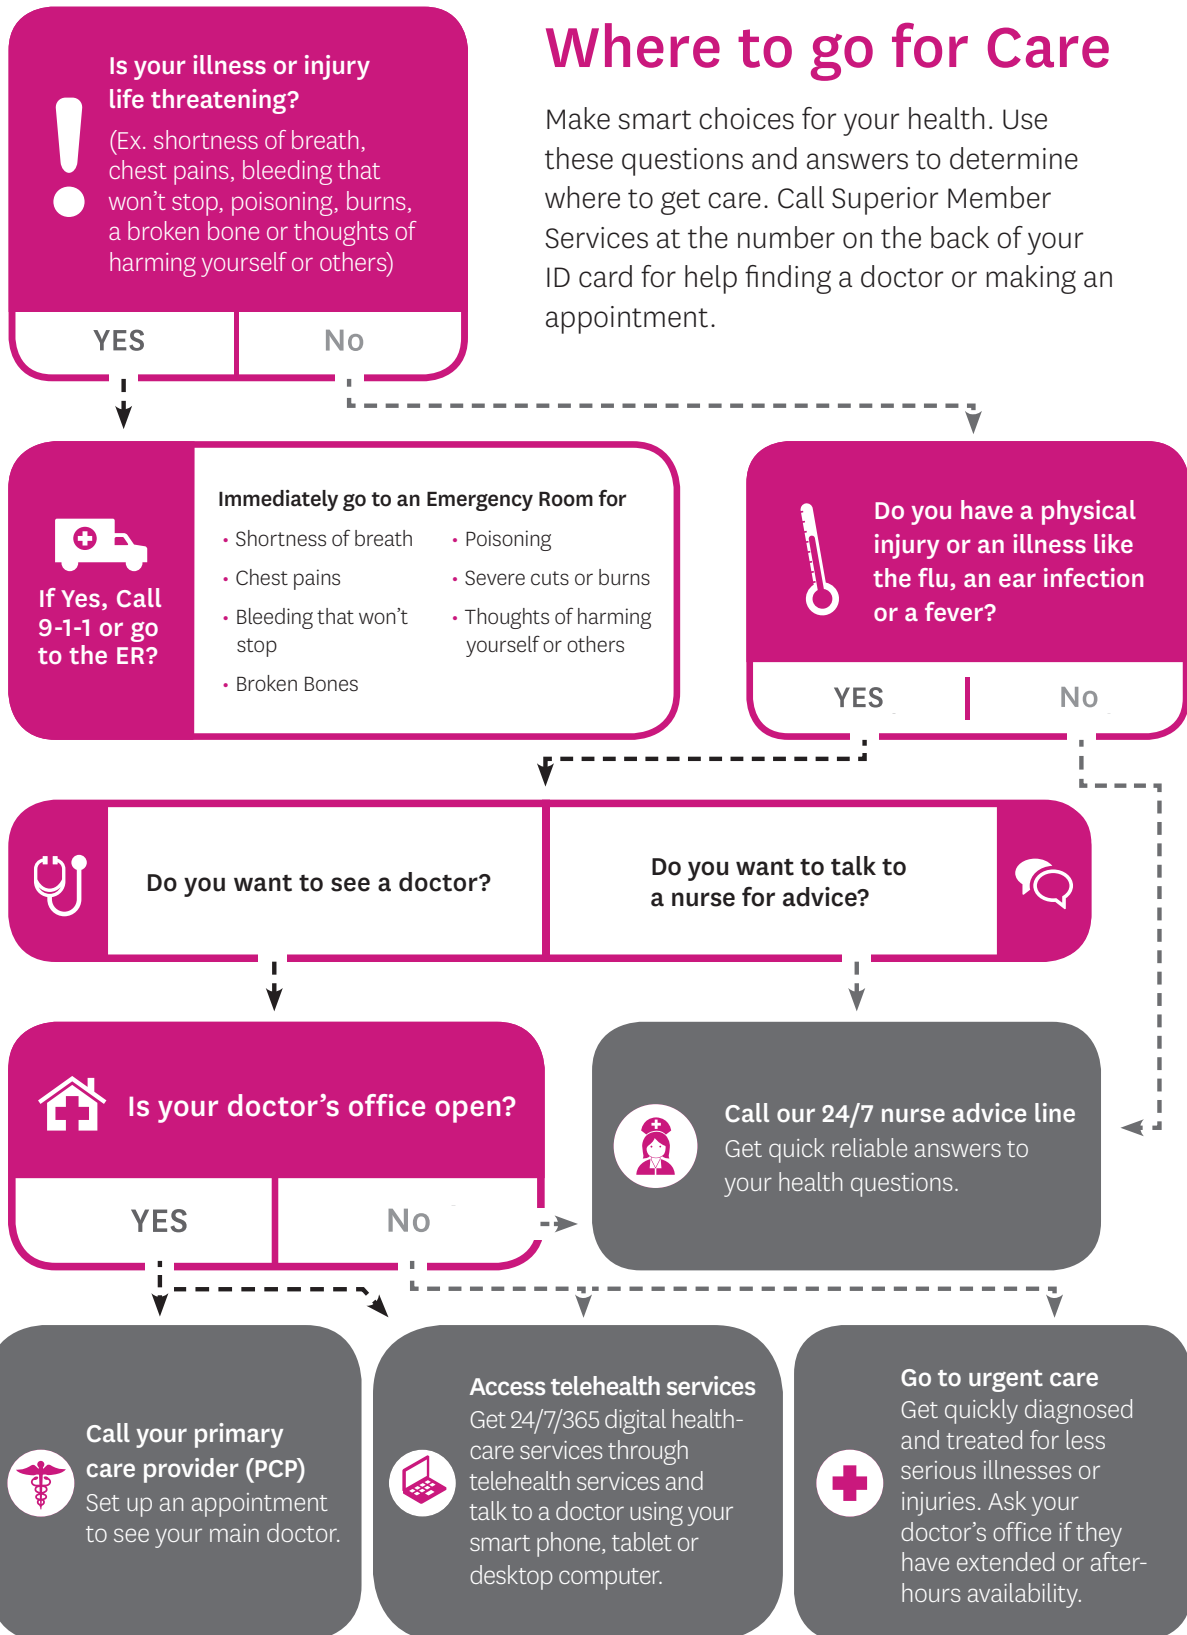 Where to go for Care
Make smart choices for your health. Use
these questions and answers to determine
where to get care. Call Superior Member
Services at the number on the back of your
ID card for help finding a doctor or making an
appointment.
Is your illness or injury
life threatening?
(Ex. shortness of breath,
chest pains, bleeding that
won't stop, poisoning, burns,
a broken bone or thoughts of
harming yourself or others)
YES
No
If Yes, Call
9-1-1 or go
to the ER?
Immediately go to an Emergency Room for
• Shortness of breath
• Chest pains
• Bleeding that won't
stop
• Broken Bones
• Poisoning
• Severe cuts or burns
• Thoughts of harming
yourself or others
Do you have a physical
injury or an illness like
the flu, an ear infection
or a fever?
YES
No
Do you want to see a doctor?
Do you want to talk to
a nurse for advice?
Is your doctor's office open?
YES
No
Call our 24/7 nurse advice line
Get quick reliable answers to
your health questions.
Call your primary
care provider (PCP)
Set up an appointment
to see your main doctor.
Access telehealth services
Get 24/7/365 digital health-
care services through
telehealth services and
talk to a doctor using your
smart phone, tablet or
desktop computer.
Go to urgent care
Get quickly diagnosed
and treated for less
serious illnesses or
injuries. Ask your
doctor's office if they
have extended or after-
hours availability.